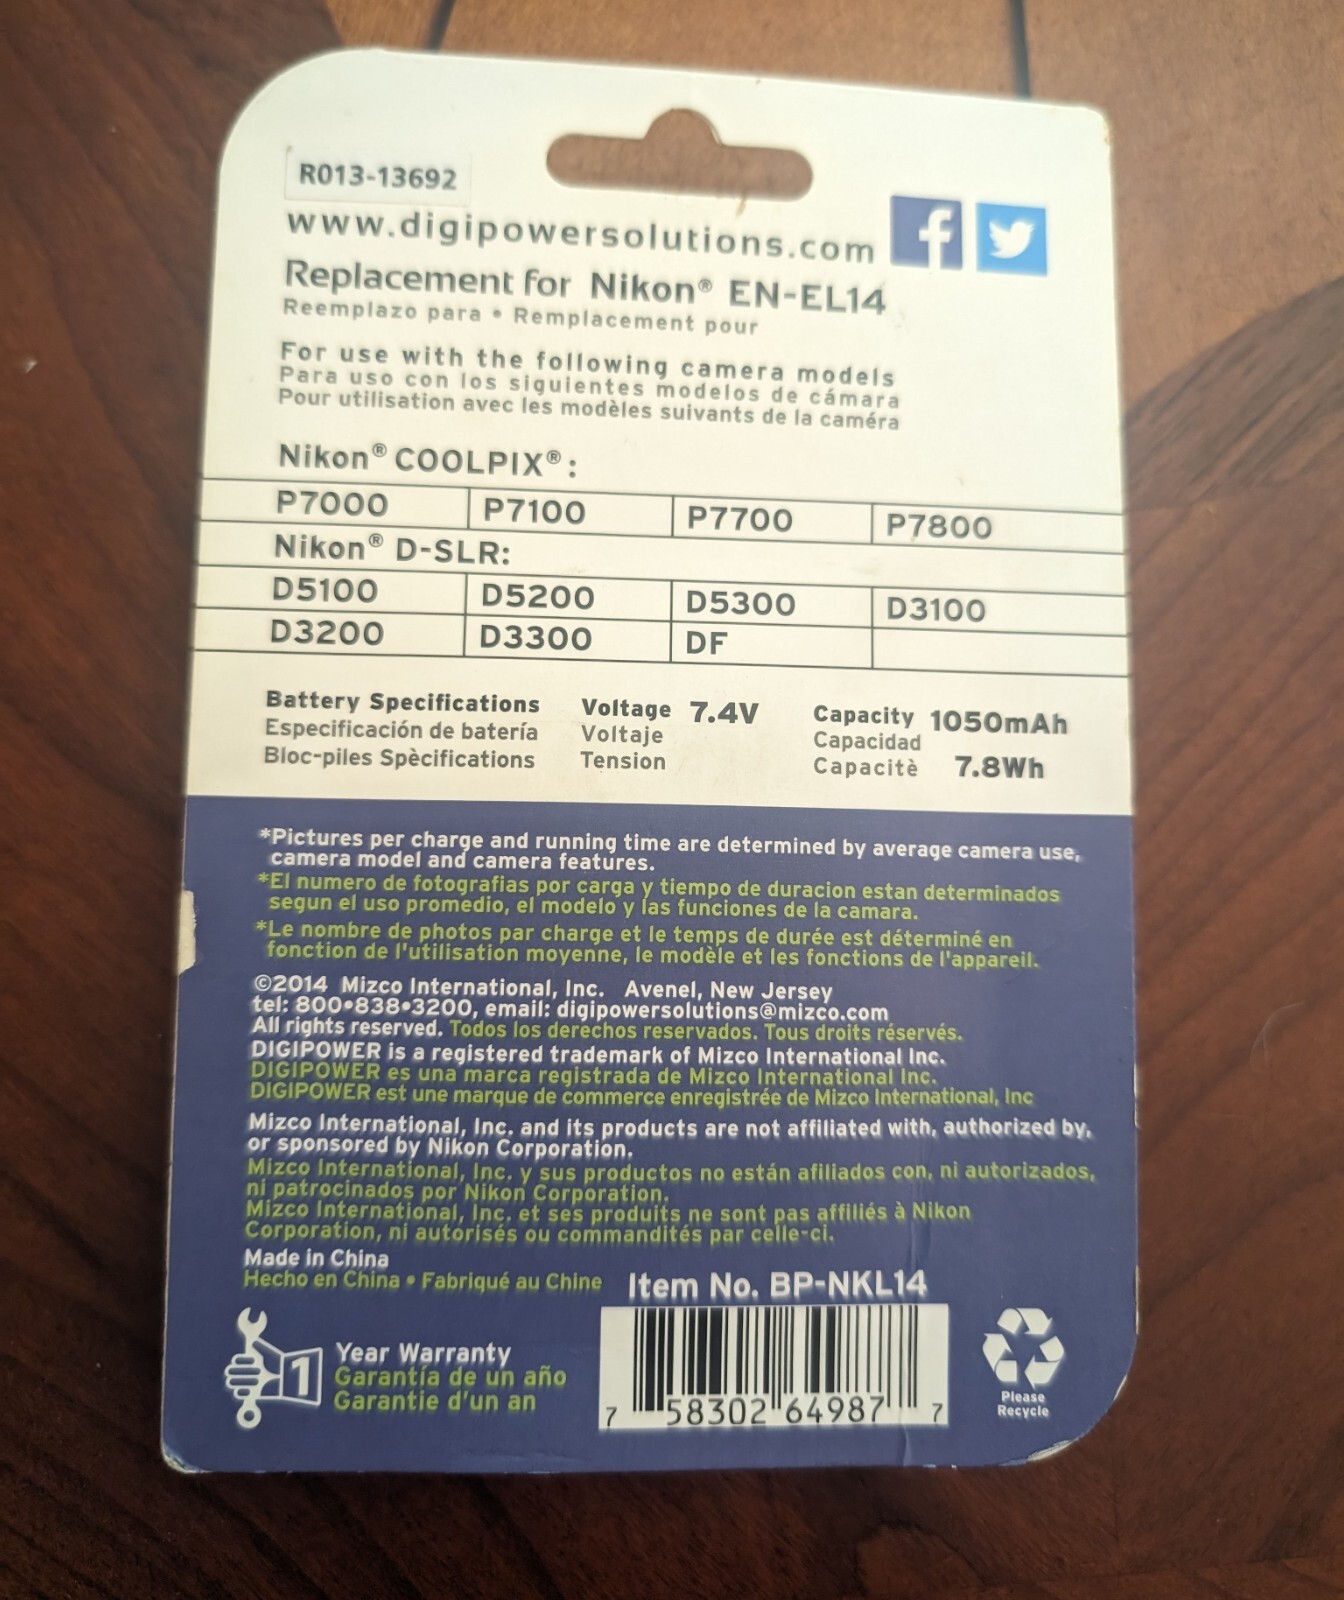 R013-13692
www.digipowersolutions.com
Replacement for Nikon® EN-EL14
Reemplazo para • Remplacement pour
For use with the following camera models
Para uso con los siguientes modelos de cámara
Pour utilisation avec les modèles suivants de la caméra
Nikon® COOLPIX®:
P7000 P7100 P7700 P7800
Nikon® D-SLR:
D5100 D5200 D5300 D3100
D3200 D3300 DF
Battery Specifications Voltage 7.4V Capacity 1050mAh
Especificación de batería Voltaje Capacidad
Bloc-piles Spècifications Tension Capacitè 7.8Wh
*Pictures per charge and running time are determined by average camera use,
camera model and camera features.
*El numero de fotografias por carga y tiempo de duracion estan determinados
segun el uso promedio, el modelo y las funciones de la camara.
*Le nombre de photos par charge et le temps de durée est déterminé en
fonction de l'utilisation moyenne, le modèle et les fonctions de l'appareil.
©2014 Mizco International, Inc. Avenel, New Jersey
tel: 800•838•3200, email: digipowersolutions@mizco.com
All rights reserved. Todos los derechos reservados. Tous droits réservés.
DIGIPOWER is a registered trademark of Mizco International Inc.
DIGIPOWER es una marca registrada de Mizco International Inc.
DIGIPOWER est une marque de commerce enregistrée de Mizco International, Inc
Mizco International, Inc. and its products are not affiliated with, authorized by,
or sponsored by Nikon Corporation.
Mizco International, Inc. y sus productos no están afiliados con, ni autorizados,
ni patrocinados por Nikon Corporation.
Mizco International, Inc. et ses produits ne sont pas affiliés à Nikon
Corporation, ni autorisés ou commandités par celle-ci.
Made in China
Hecho en China • Fabriqué au Chine
Item No. BP-NKL14
1 Year Warranty
Garantía de un año
Garantie d'un an
7 58302 64987 7
Please
Recycle